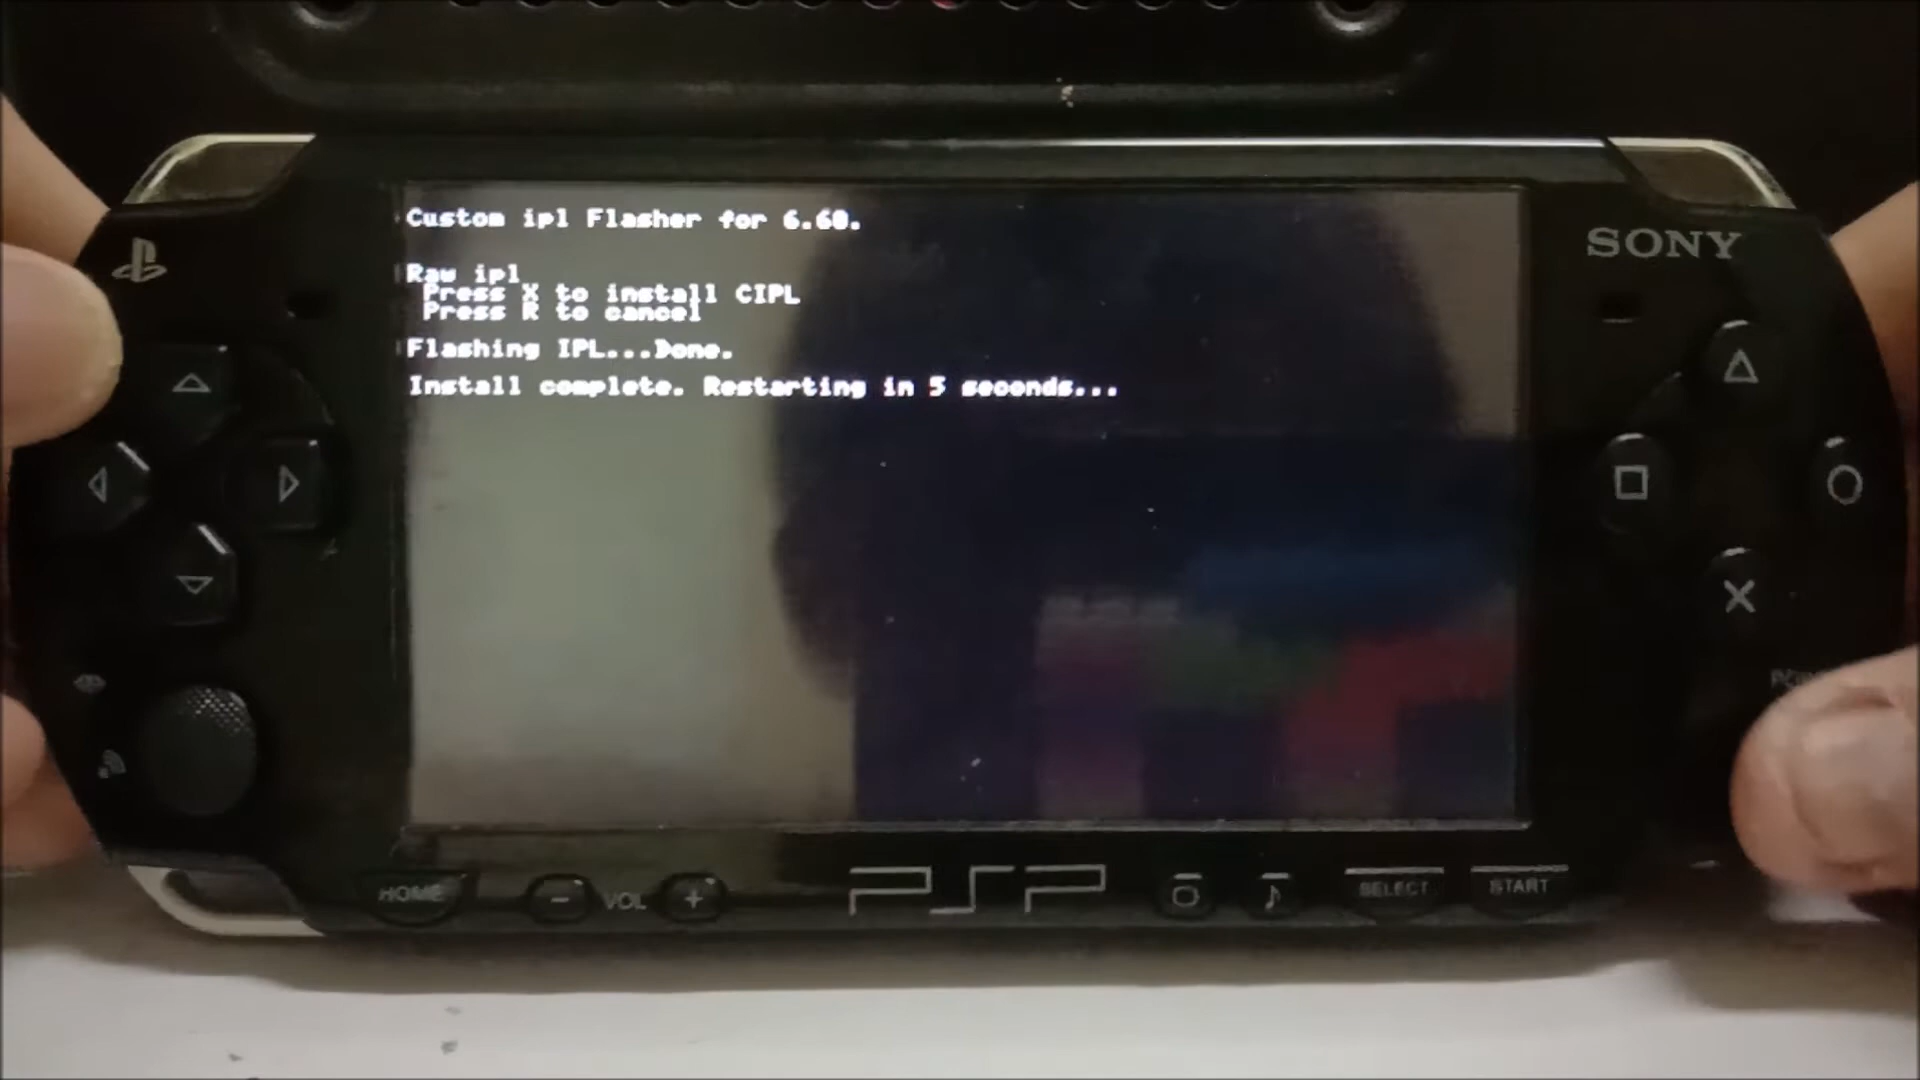 Custom ipl Flasher for 6.60.
Raw ipl
Press X to install CIPL
Press R to cancel
Flashing IPL...Done.
Install complete. Restarting in 5 seconds...
SONY
HOME
VOL
PSP
SELECT
START